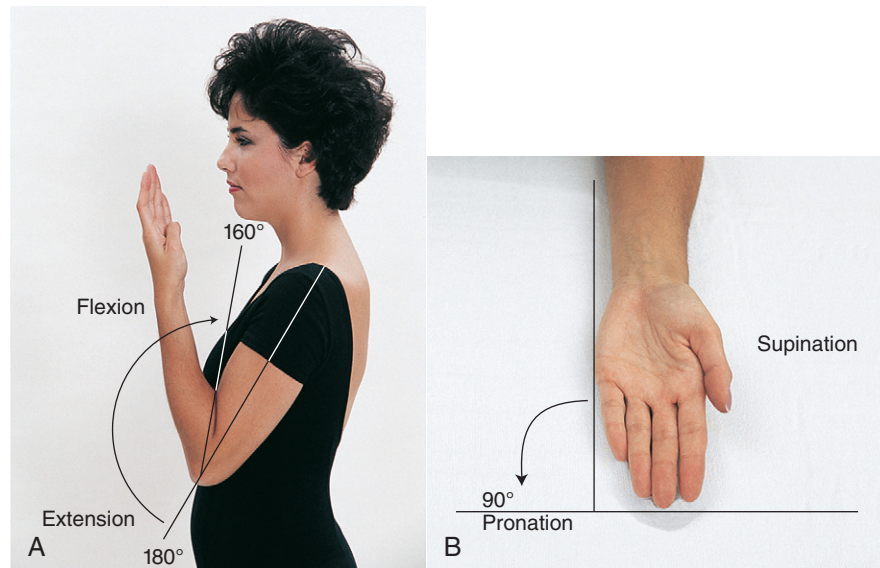 160°
Flexion
Extension
180°
A
Supination
90°
Pronation
B